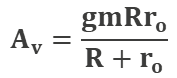 Aᵥ = gmRrₒ / R + rₒ